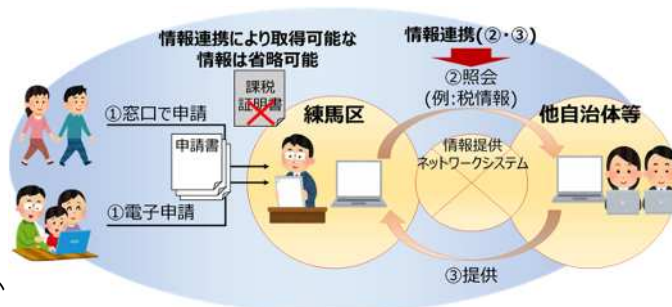 情報連携により取得可能な
情報は省略可能
課税
証明書
情報連携(②・③)
②照会
(例:税情報)
①窓口で申請
申請書
①電子申請
練馬区
情報提供
ネットワークシステム
他自治体等
③提供